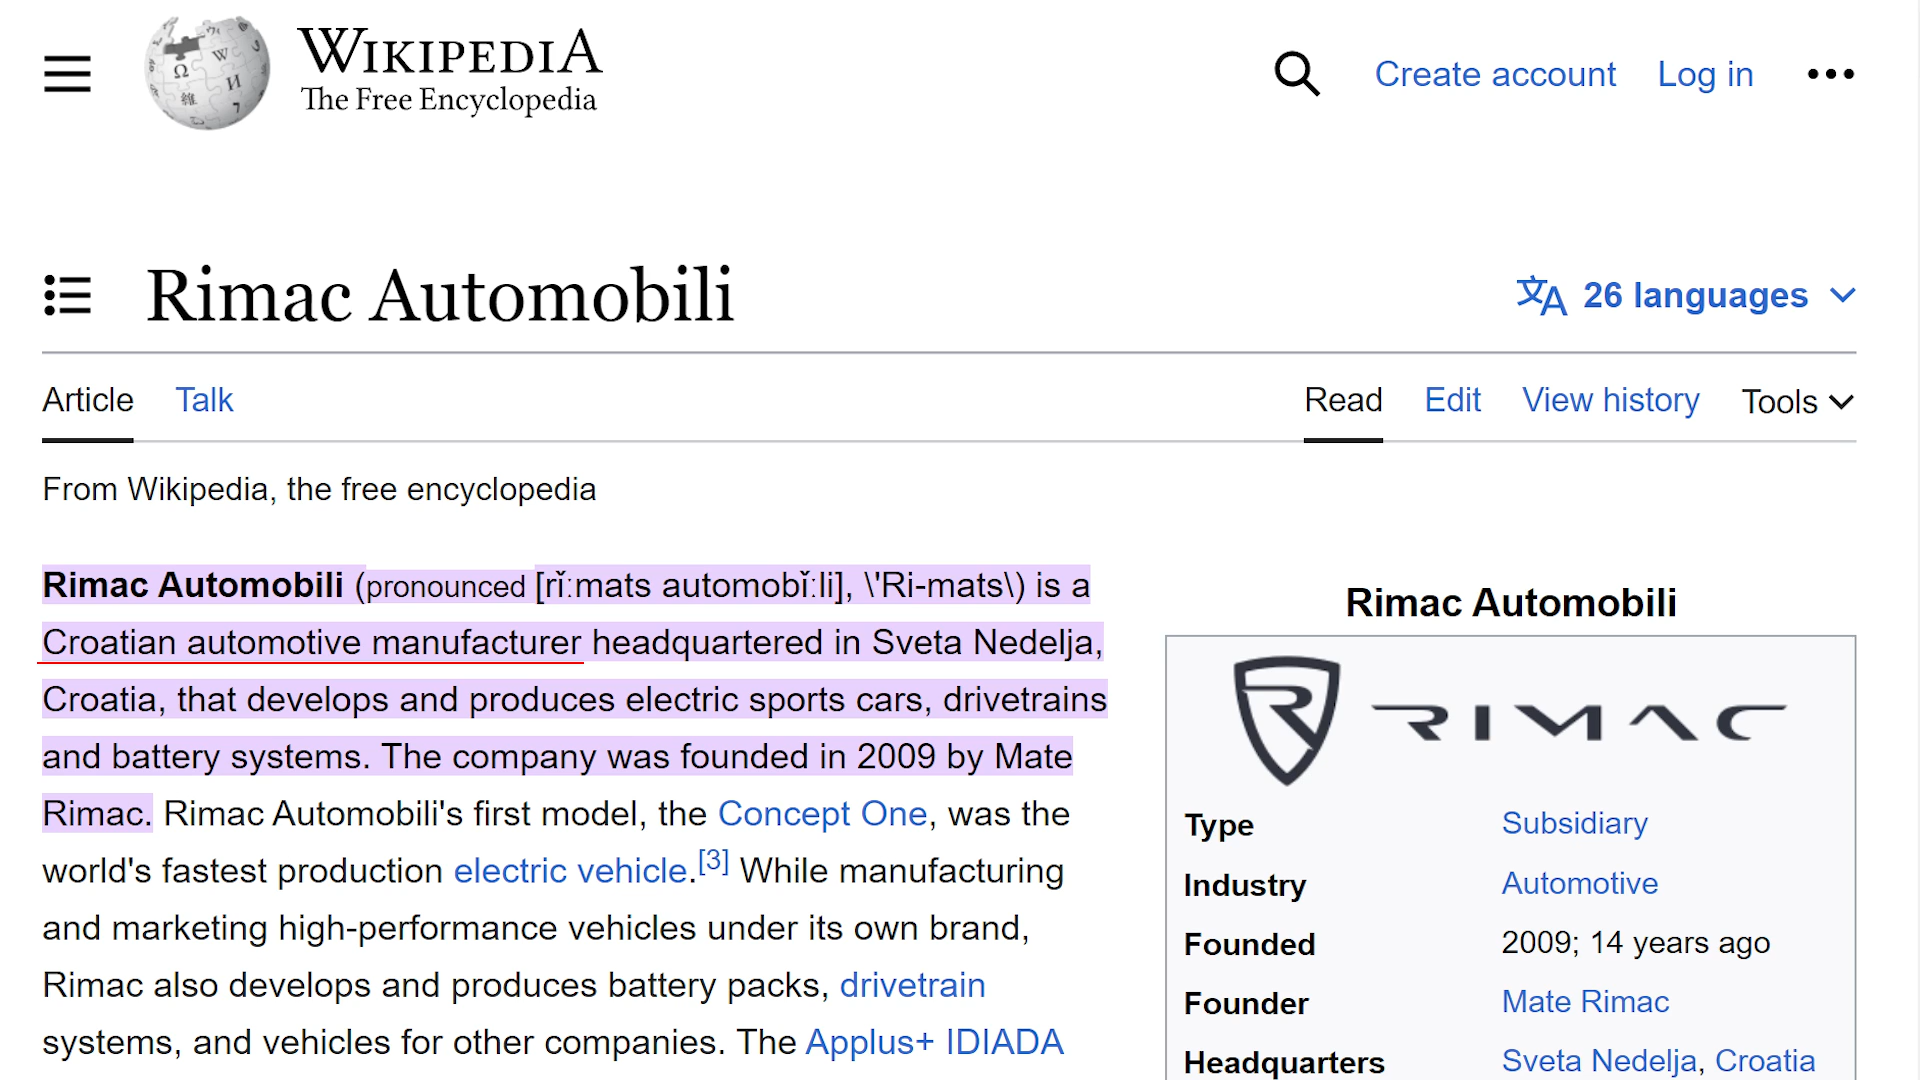 WIKIPEDIA
The Free Encyclopedia
Create account
Log in
Rimac Automobili
26 languages
Article
Talk
Read
Edit
View history
Tools
From Wikipedia, the free encyclopedia
Rimac Automobili (pronounced [rǐːmats automobǐːli], \'Ri-mats\) is a
Croatian automotive manufacturer headquartered in Sveta Nedelja,
Croatia, that develops and produces electric sports cars, drivetrains
and battery systems. The company was founded in 2009 by Mate
Rimac. Rimac Automobili's first model, the Concept One, was the
world's fastest production electric vehicle.[3] While manufacturing
and marketing high-performance vehicles under its own brand,
Rimac also develops and produces battery packs, drivetrain
systems, and vehicles for other companies. The Applus+ IDIADA
Rimac Automobili
RIMAC
Type Subsidiary
Industry Automotive
Founded 2009; 14 years ago
Founder Mate Rimac
Headquarters Sveta Nedelja, Croatia